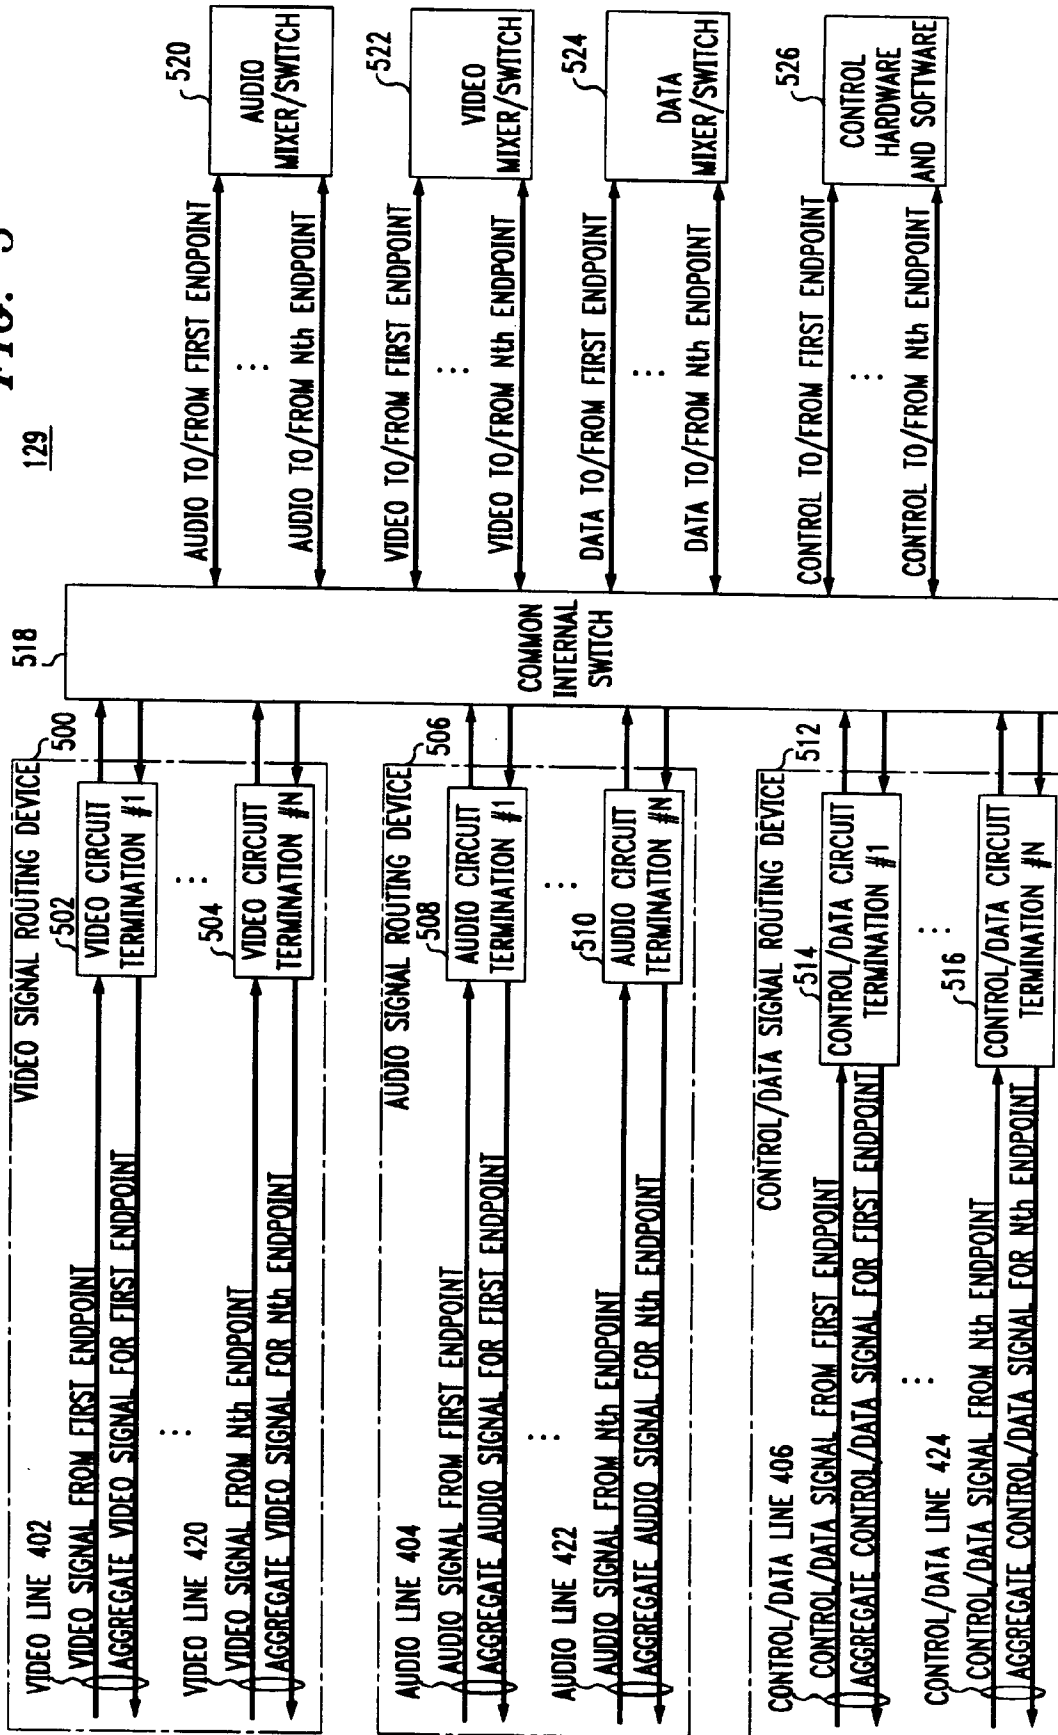 FIG. 5
129
VIDEO SIGNAL ROUTING DEVICE
500
VIDEO LINE 402
VIDEO SIGNAL FROM FIRST ENDPOINT
AGGREGATE VIDEO SIGNAL FOR FIRST ENDPOINT
502
VIDEO CIRCUIT
TERMINATION #1
VIDEO LINE 420
VIDEO SIGNAL FROM Nth ENDPOINT
AGGREGATE VIDEO SIGNAL FOR Nth ENDPOINT
504
VIDEO CIRCUIT
TERMINATION #N
AUDIO SIGNAL ROUTING DEVICE
506
AUDIO LINE 404
AUDIO SIGNAL FROM FIRST ENDPOINT
AGGREGATE AUDIO SIGNAL FOR FIRST ENDPOINT
508
AUDIO CIRCUIT
TERMINATION #1
AUDIO LINE 422
AUDIO SIGNAL FROM Nth ENDPOINT
AGGREGATE AUDIO SIGNAL FOR Nth ENDPOINT
510
AUDIO CIRCUIT
TERMINATION #N
CONTROL/DATA SIGNAL ROUTING DEVICE
512
CONTROL/DATA LINE 406
CONTROL/DATA SIGNAL FROM FIRST ENDPOINT
AGGREGATE CONTROL/DATA SIGNAL FOR FIRST ENDPOINT
514
CONTROL/DATA CIRCUIT
TERMINATION #1
CONTROL/DATA LINE 424
CONTROL/DATA SIGNAL FROM Nth ENDPOINT
AGGREGATE CONTROL/DATA SIGNAL FOR Nth ENDPOINT
516
CONTROL/DATA CIRCUIT
TERMINATION #N
518
COMMON
INTERNAL
SWITCH
AUDIO TO/FROM FIRST ENDPOINT
AUDIO TO/FROM Nth ENDPOINT
520
AUDIO
MIXER/SWITCH
VIDEO TO/FROM FIRST ENDPOINT
VIDEO TO/FROM Nth ENDPOINT
522
VIDEO
MIXER/SWITCH
DATA TO/FROM FIRST ENDPOINT
DATA TO/FROM Nth ENDPOINT
524
DATA
MIXER/SWITCH
CONTROL TO/FROM FIRST ENDPOINT
CONTROL TO/FROM Nth ENDPOINT
526
CONTROL
HARDWARE
AND SOFTWARE